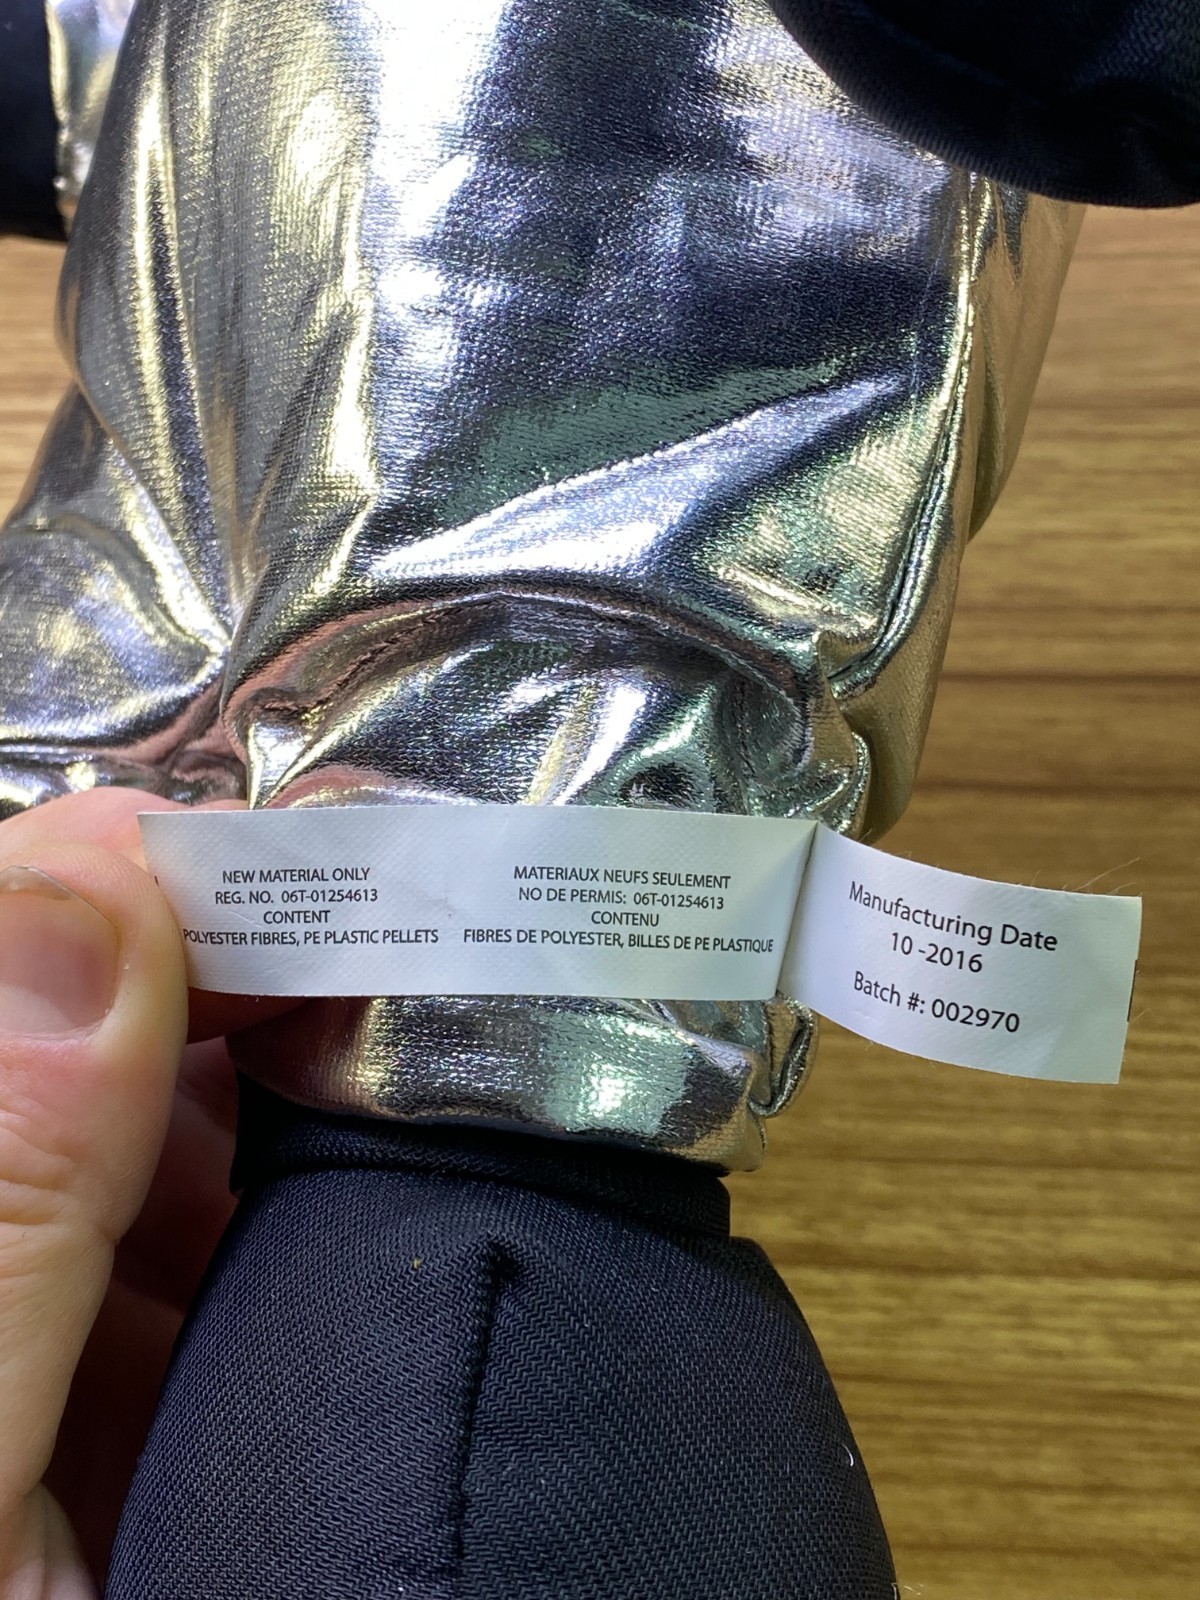 NEW MATERIAL ONLY
REG. NO. 06T-01254613
CONTENT
POLYESTER FIBRES, PE PLASTIC PELLETS
MATERIAUX NEUFS SEULEMENT
NO DE PERMIS: 06T-01254613
CONTENU
FIBRES DE POLYESTER, BILLES DE PE PLASTIQUE
Manufacturing Date
10 -2016
Batch #: 002970